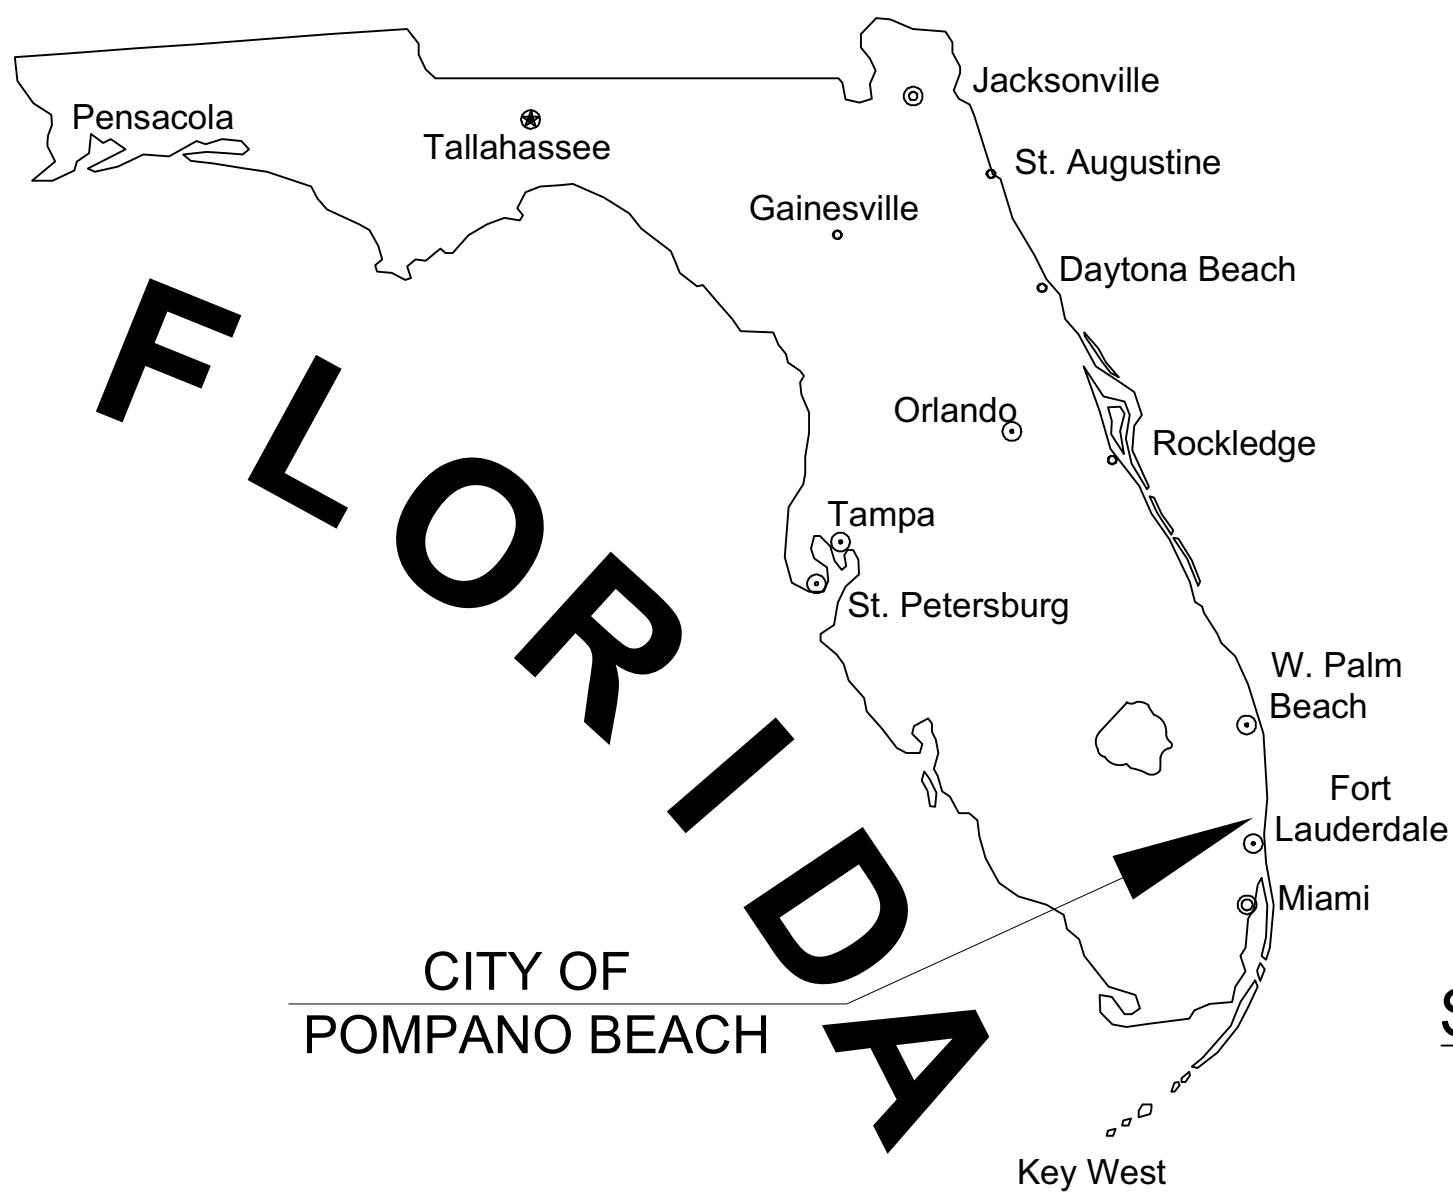 Jacksonville
Pensacola
Tallahassee
St. Augustine
Gainesville
Daytona Beach
FLORIDA
Orlando
Rockledge
Tampa
St. Petersburg
W. Palm
Beach
Fort
Lauderdale
Miami
CITY OF
POMPANO BEACH
S
Key West